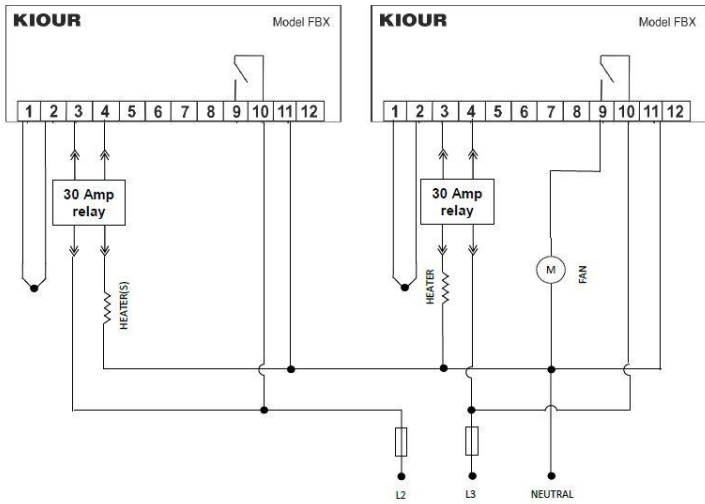 KIOUR Model FBX
1 2 3 4 5 6 7 8 9 10 11 12
30 Amp
relay
HEATER(S)
KIOUR Model FBX
1 2 3 4 5 6 7 8 9 10 11 12
30 Amp
relay
HEATER
M
FAN
L2
L3
NEUTRAL